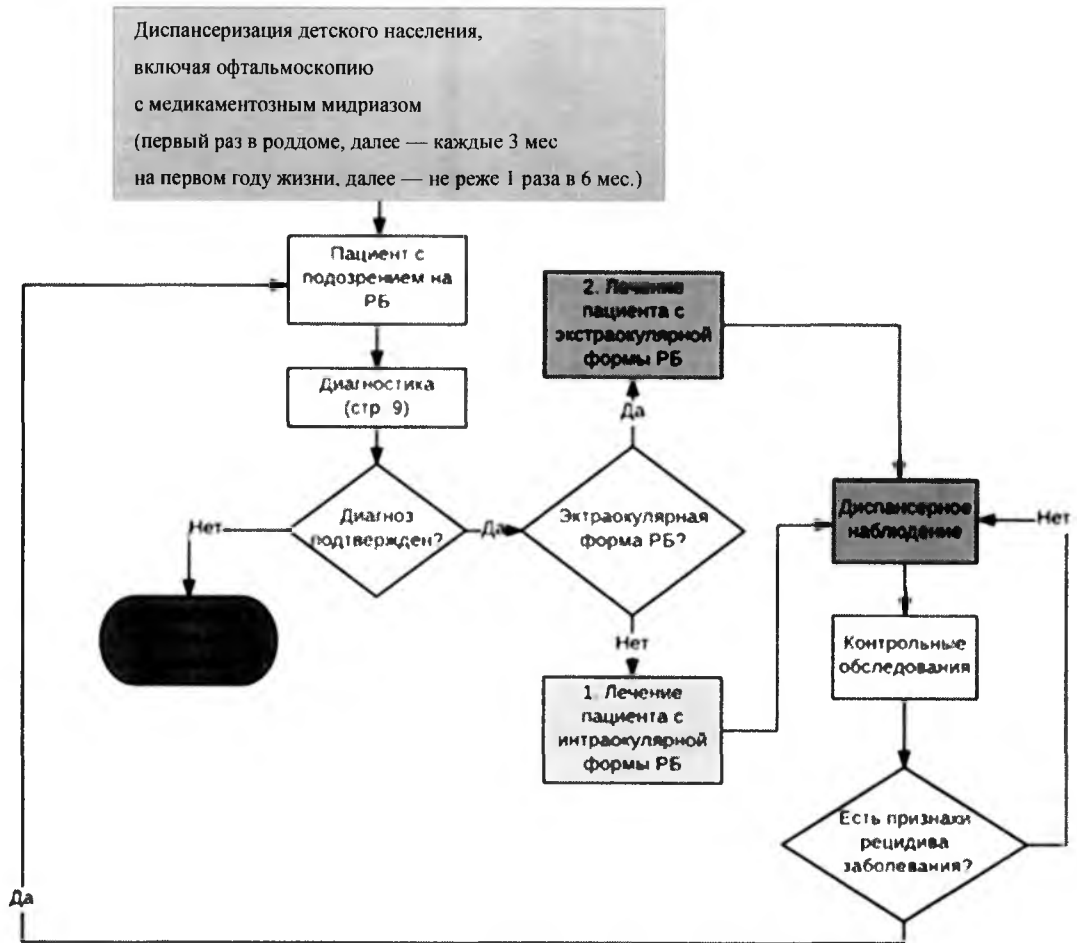 Диспансеризация детского населения,
включая офтальмоскопию
с медикаментозным мидриазом
(первый раз в роддоме, далее — каждые 3 мес
на первом году жизни, далее — не реже 1 раза в 6 мес.)
Пациент с
подозрением на
РБ
Диагностика
(стр 9)
Диагноз
подтвержден?
Нет
Да
Эктраокулярная
форма РБ?
Да
2. Лечение
пациента с
экстраокулярной
формы РБ
Нет
1. Лечение
пациента с
интраокулярной
формы РБ
Диспансерное
наблюдение
Нет
Контрольные
обследования
Есть признаки
рецидива
заболевания?
Да